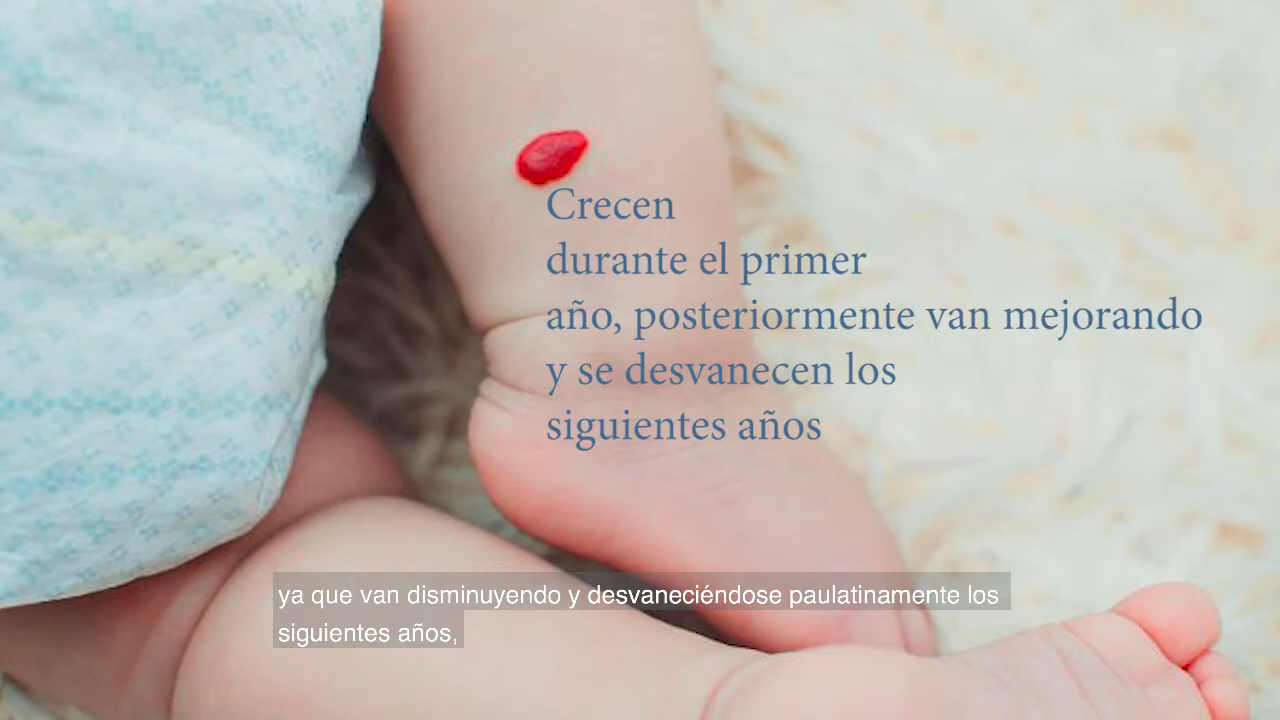 Crecen
durante el primer
año, posteriormente van mejorando
y se desvanecen los
siguientes años
ya que van disminuyendo y desvaneciéndose paulatinamente los
siguientes años,